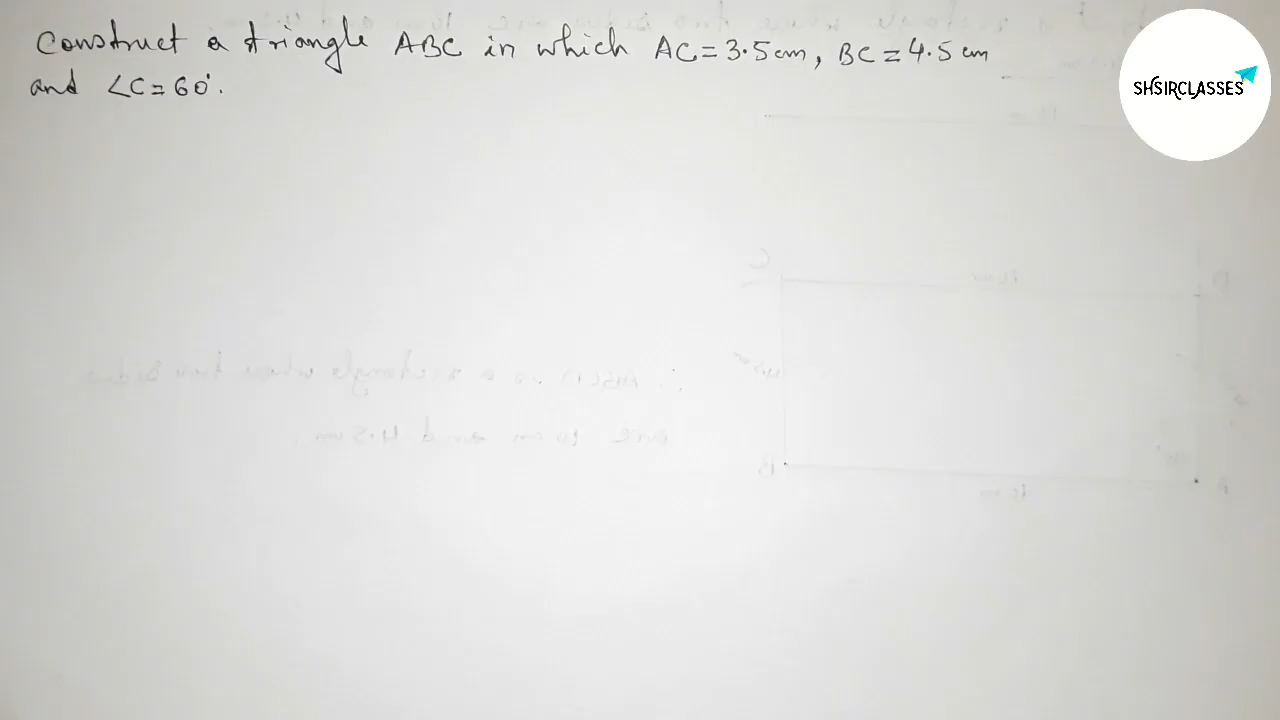 Construct a triangle ABC in which AC = 3.5 cm, BC = 4.5 cm
and ∠C = 60°.
SHSIRCLASSES